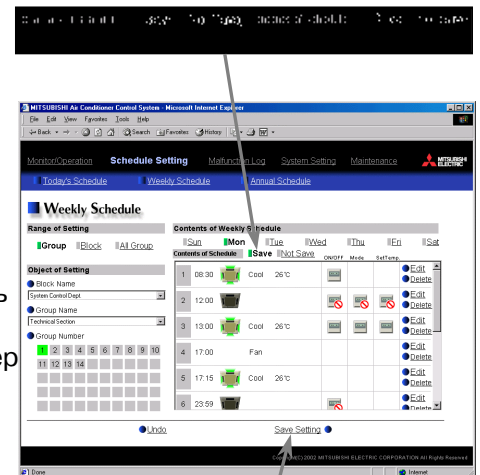 MITSUBISHI Air Conditioner Control System - Microsoft Internet Explorer
File Edit View Favorites Tools Help
Back Search Favorites History
Monitor/Operation Schedule Setting Malfunction Log System Setting Maintenance MITSUBISHI ELECTRIC
Today's Schedule Weekly Schedule Annual Schedule
Weekly Schedule
Range of Setting
Group Block All Group
Object of Setting
Block Name
System Control Dept.
Group Name
Technical Section
Group Number
1 2 3 4 5 6 7 8 9 10
11 12 13 14
Contents of Weekly Schedule
Sun Mon Tue Wed Thu Fri Sat
Contents of Schedule Save Not Save ON/OFF Mode SetTemp.
1 08:30 Cool 26°C Edit
Delete
2 12:00 Edit
Delete
3 13:00 Cool 26°C Edit
Delete
4 17:00 Fan Edit
Delete
5 17:15 Cool 26°C Edit
Delete
6 23:59 Edit
Delete
ь
ер
Undo Save Setting
Copyright(C)2002 MITSUBISHI ELECTRIC CORPORATION All Rights Reserved
Done Internet